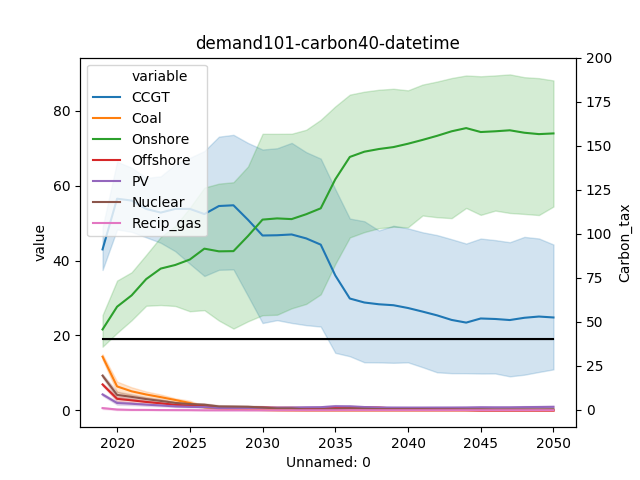 demand101-carbon40-datetime
variable
CCGT
Coal
Onshore
Offshore
PV
Nuclear
Recip_gas
value
0
20
40
60
80
Carbon_tax
0
25
50
75
100
125
150
175
200
2020
2025
2030
2035
2040
2045
2050
Unnamed: 0